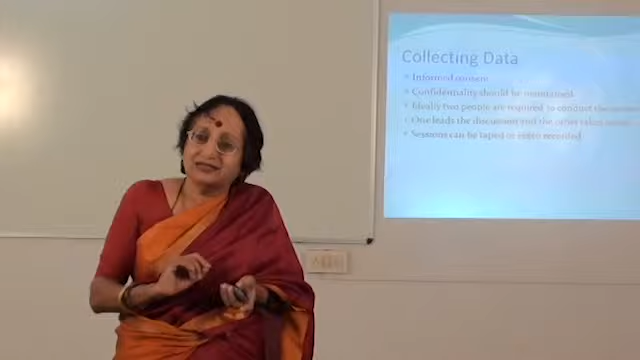 Collecting Data
Informed consent
Confidentiality should be maintained
Ideally two people are required to conduct the
One leads the discussion and the other takes
Sessions can be taped or video recorded